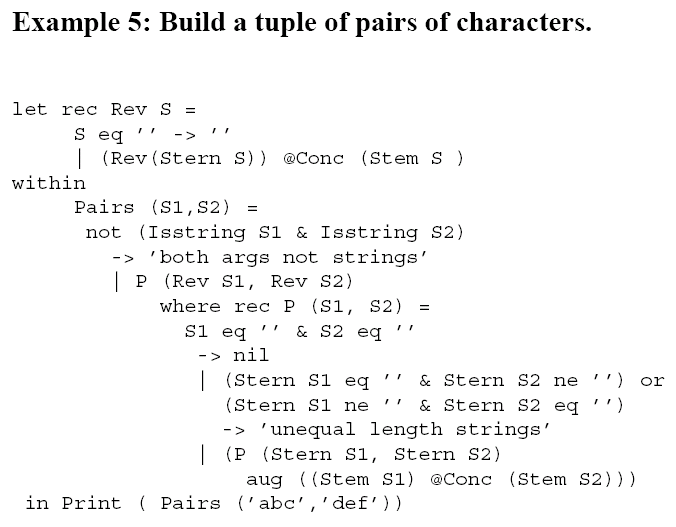 Example 5: Build a tuple of pairs of characters.
let rec Rev S =
S eq ’’ -> ’’
| (Rev(Stern S)) @Conc (Stem S )
within
Pairs (S1,S2) =
not (Isstring S1 & Isstring S2)
-> ’both args not strings’
| P (Rev S1, Rev S2)
where rec P (S1, S2) =
S1 eq ’’ & S2 eq ’’
-> nil
| (Stern S1 eq ’’ & Stern S2 ne ’’) or
(Stern S1 ne ’’ & Stern S2 eq ’’)
-> ’unequal length strings’
| (P (Stern S1, Stern S2)
aug ((Stem S1) @Conc (Stem S2)))
in Print ( Pairs (’abc’,’def’))